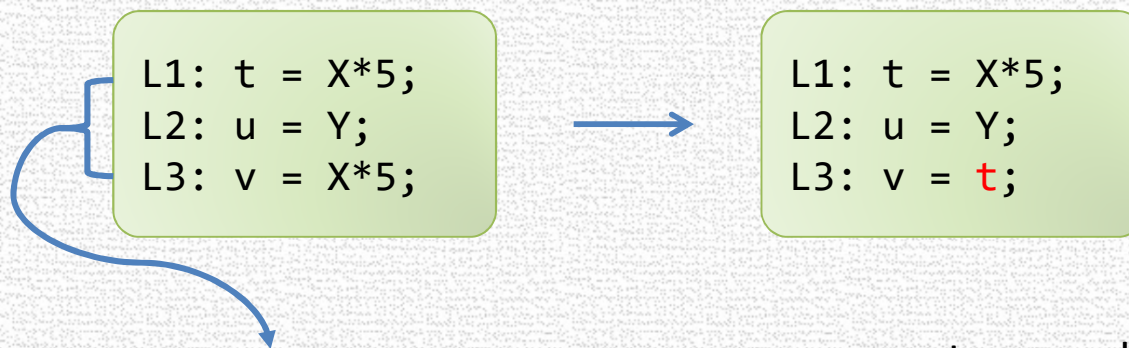 L1: t = X*5;
L2: u = Y;
L3: v = X*5;
L1: t = X*5;
L2: u = Y;
L3: v = t;